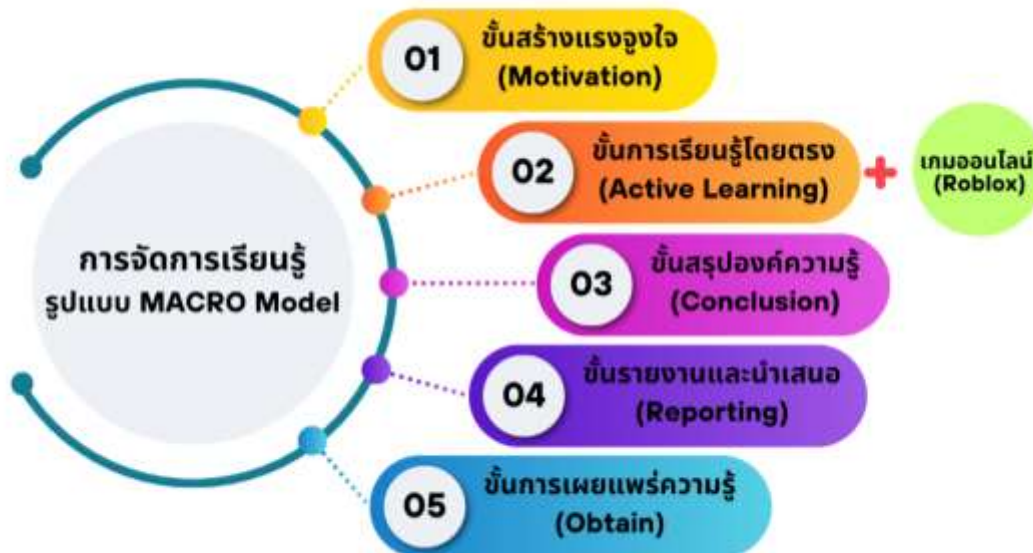 การจัดการเรียนรู้
รูปแบบ MACRO Model
01
ขั้นสร้างแรงจูงใจ
(Motivation)
02
ขั้นการเรียนรู้โดยตรง
(Active Learning)
+
เกมออนไลน์
(Roblox)
03
ขั้นสรุปองค์ความรู้
(Conclusion)
04
ขั้นรายงานและนำเสนอ
(Reporting)
05
ขั้นการเผยแพร่ความรู้
(Obtain)